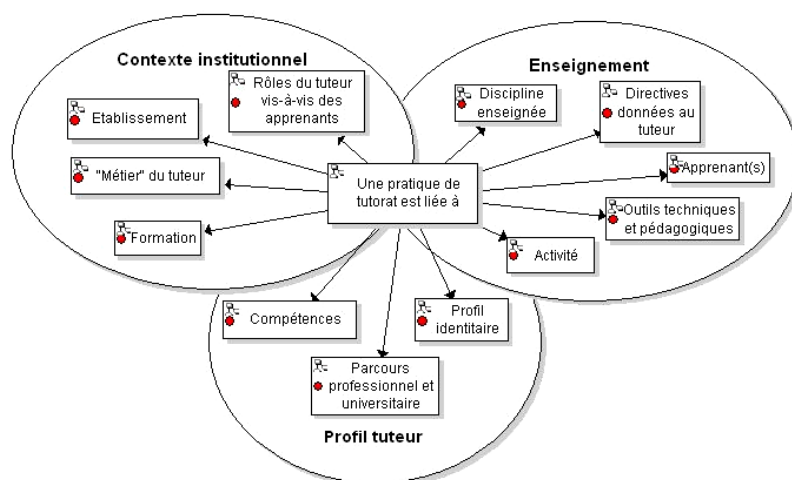 Contexte institutionnel
Rôles du tuteur
vis-à-vis des
apprenants
Etablissement
"Métier" du tuteur
Formation
Enseignement
Discipline
enseignée
Directives
données au
tuteur
Apprenant(s)
Outils techniques
et pédagogiques
Activité
Une pratique de
tutorat est liée à
Compétences
Profil
identitaire
Parcours
professionnel et
universitaire
Profil tuteur